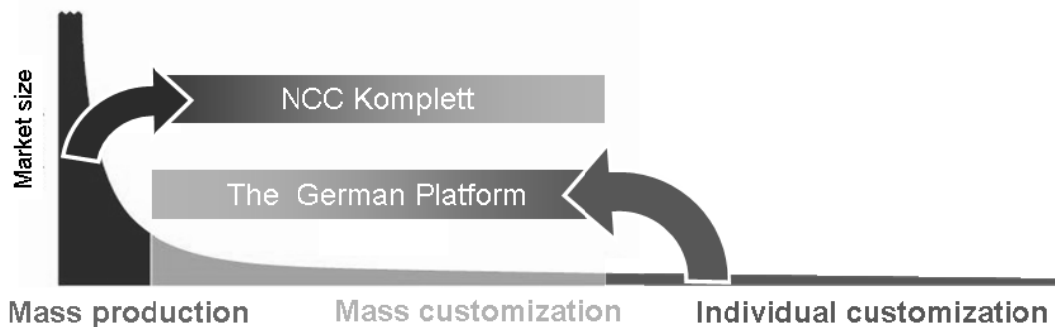 Market size
NCC Komplett
The German Platform
Mass production Mass customization Individual customization